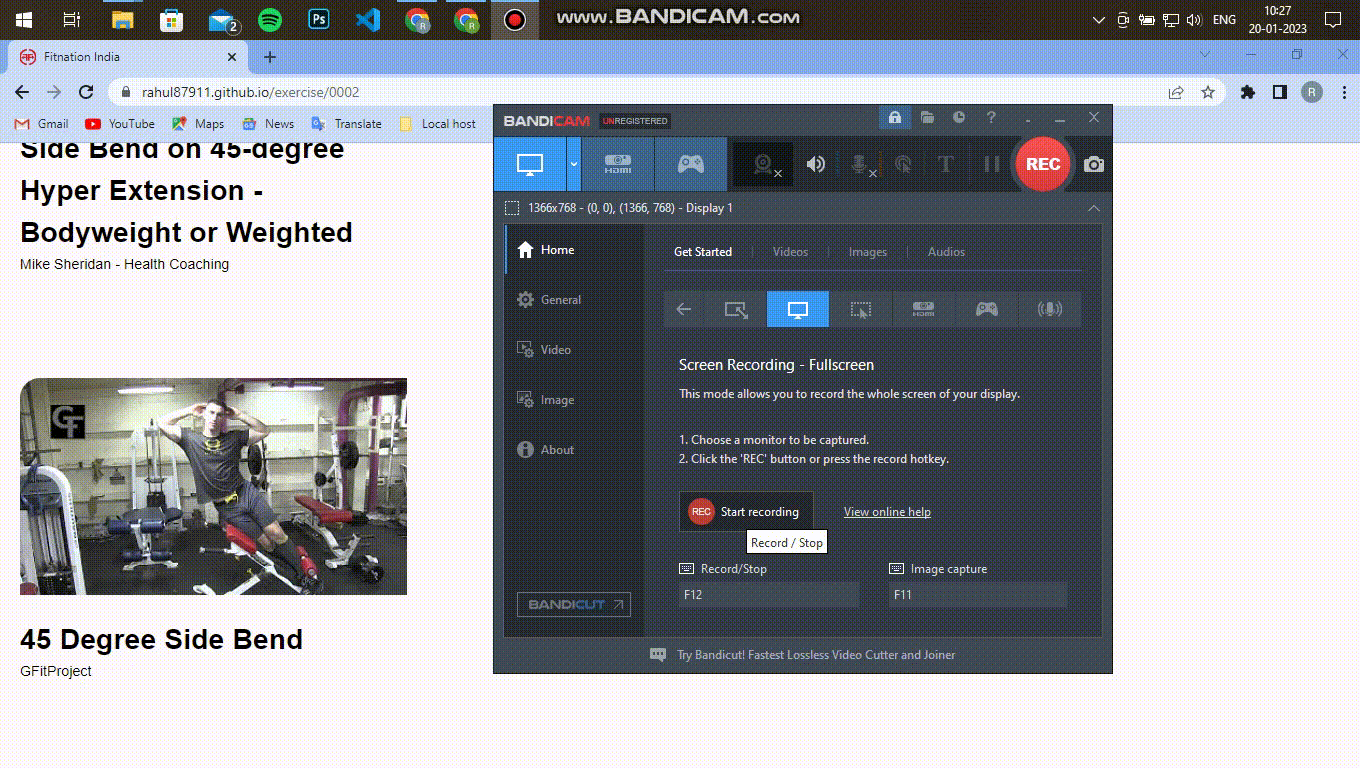 2
Ps
R
R
www.BANDICAM.com
ENG
10:27
20-01-2023
Fitnation India
rahul87911.github.io/exercise/0002
R
Gmail
YouTube
Maps
News
Translate
Local host
Side Bend on 45-degree
Hyper Extension -
Bodyweight or Weighted
Mike Sheridan - Health Coaching
GF
45 Degree Side Bend
GFitProject
BANDICAM
UNREGISTERED
?
HDMI
T
REC
1366x768 - (0, 0), (1366, 768) - Display 1
Home
General
Video
Image
About
BANDICUT
Get Started
Videos
Images
Audios
HDMI
Screen Recording - Fullscreen
This mode allows you to record the whole screen of your display.
1. Choose a monitor to be captured.
2. Click the 'REC' button or press the record hotkey.
REC
Start recording
View online help
Record / Stop
Record/Stop
Image capture
F12
F11
Try Bandicut! Fastest Lossless Video Cutter and Joiner